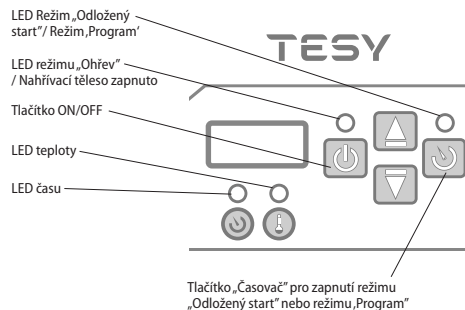 LED Režim „Odložený
start”/ Režim ‚Program‘
TESY
LED režimu „Ohřev”
/ Nahřívací těleso zapnuto
Tlačítko ON/OFF
LED teploty
LED času
Tlačítko „Časovač” pro zapnutí režimu
„Odložený start” nebo režimu ‚Program”